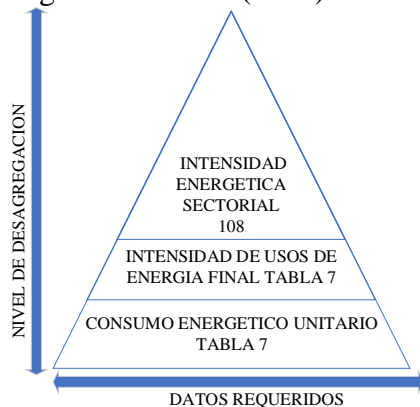 INTENSIDAD
ENERGETICA
SECTORIAL
108
INTENSIDAD DE USOS DE
ENERGIA FINAL TABLA 7
CONSUMO ENERGETICO UNITARIO
TABLA 7
NIVEL DE DESAGREGACION
DATOS REQUERIDOS